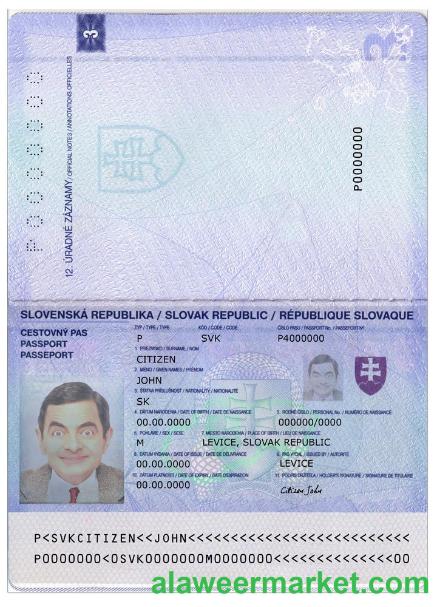 3
P0000000
12. ÚRADNÉ ZÁZNAMY / OFFICIAL NOTES / ANNOTATIONS OFFICIELLES
P0000000
SLOVENSKÁ REPUBLIKA / SLOVAK REPUBLIC / RÉPUBLIQUE SLOVAQUE
CESTOVNÝ PAS
PASSPORT
PASSEPORT
TYP / TYPE / TYPE KÓD / CODE / CODE ČÍSLO PASU / PASSPORT No. / PASSEPORT Nº
P SVK P4000000
1. PRIEZVISKO / SURNAME / NOM
CITIZEN
2. MENO / GIVEN NAMES / PRÉNOM
JOHN
3. ŠTÁTNA PRÍSLUŠNOSŤ / NATIONALITY / NATIONALITÉ
SK
4. DÁTUM NARODENIA / DATE OF BIRTH / DATE DE NAISSANCE 5. RODNÉ ČÍSLO / PERSONAL No. / NUMÉRO DE NAISSANCE
00.00.0000 000000/0000
6. POHLAVIE / SEX / SEXE 7. MIESTO NARODENIA / PLACE OF BIRTH / LIEU DE NAISSANCE
M LEVICE, SLOVAK REPUBLIC
8. DÁTUM VYDANIA / DATE OF ISSUE / DATE DE DÉLIVRANCE 9. PAS VYDAL / ISSUED BY / AUTORITÉ
00.00.0000 LEVICE
10. DÁTUM PLATNOSTI / DATE OF EXPIRY / DATE D'EXPIRATION 11. PODPIS DRŽITEĽA / HOLDER'S SIGNATURE / SIGNATURE DE TITULAIRE
00.00.0000 Citizen John
P<SVKCITIZEN<<JOHN<<<<<<<<<<<<<<<<<<<<<<<<<<
P0000000<0SVK0000000M0000000<<<<<<<<<<<<<<00
alaweermarket.com